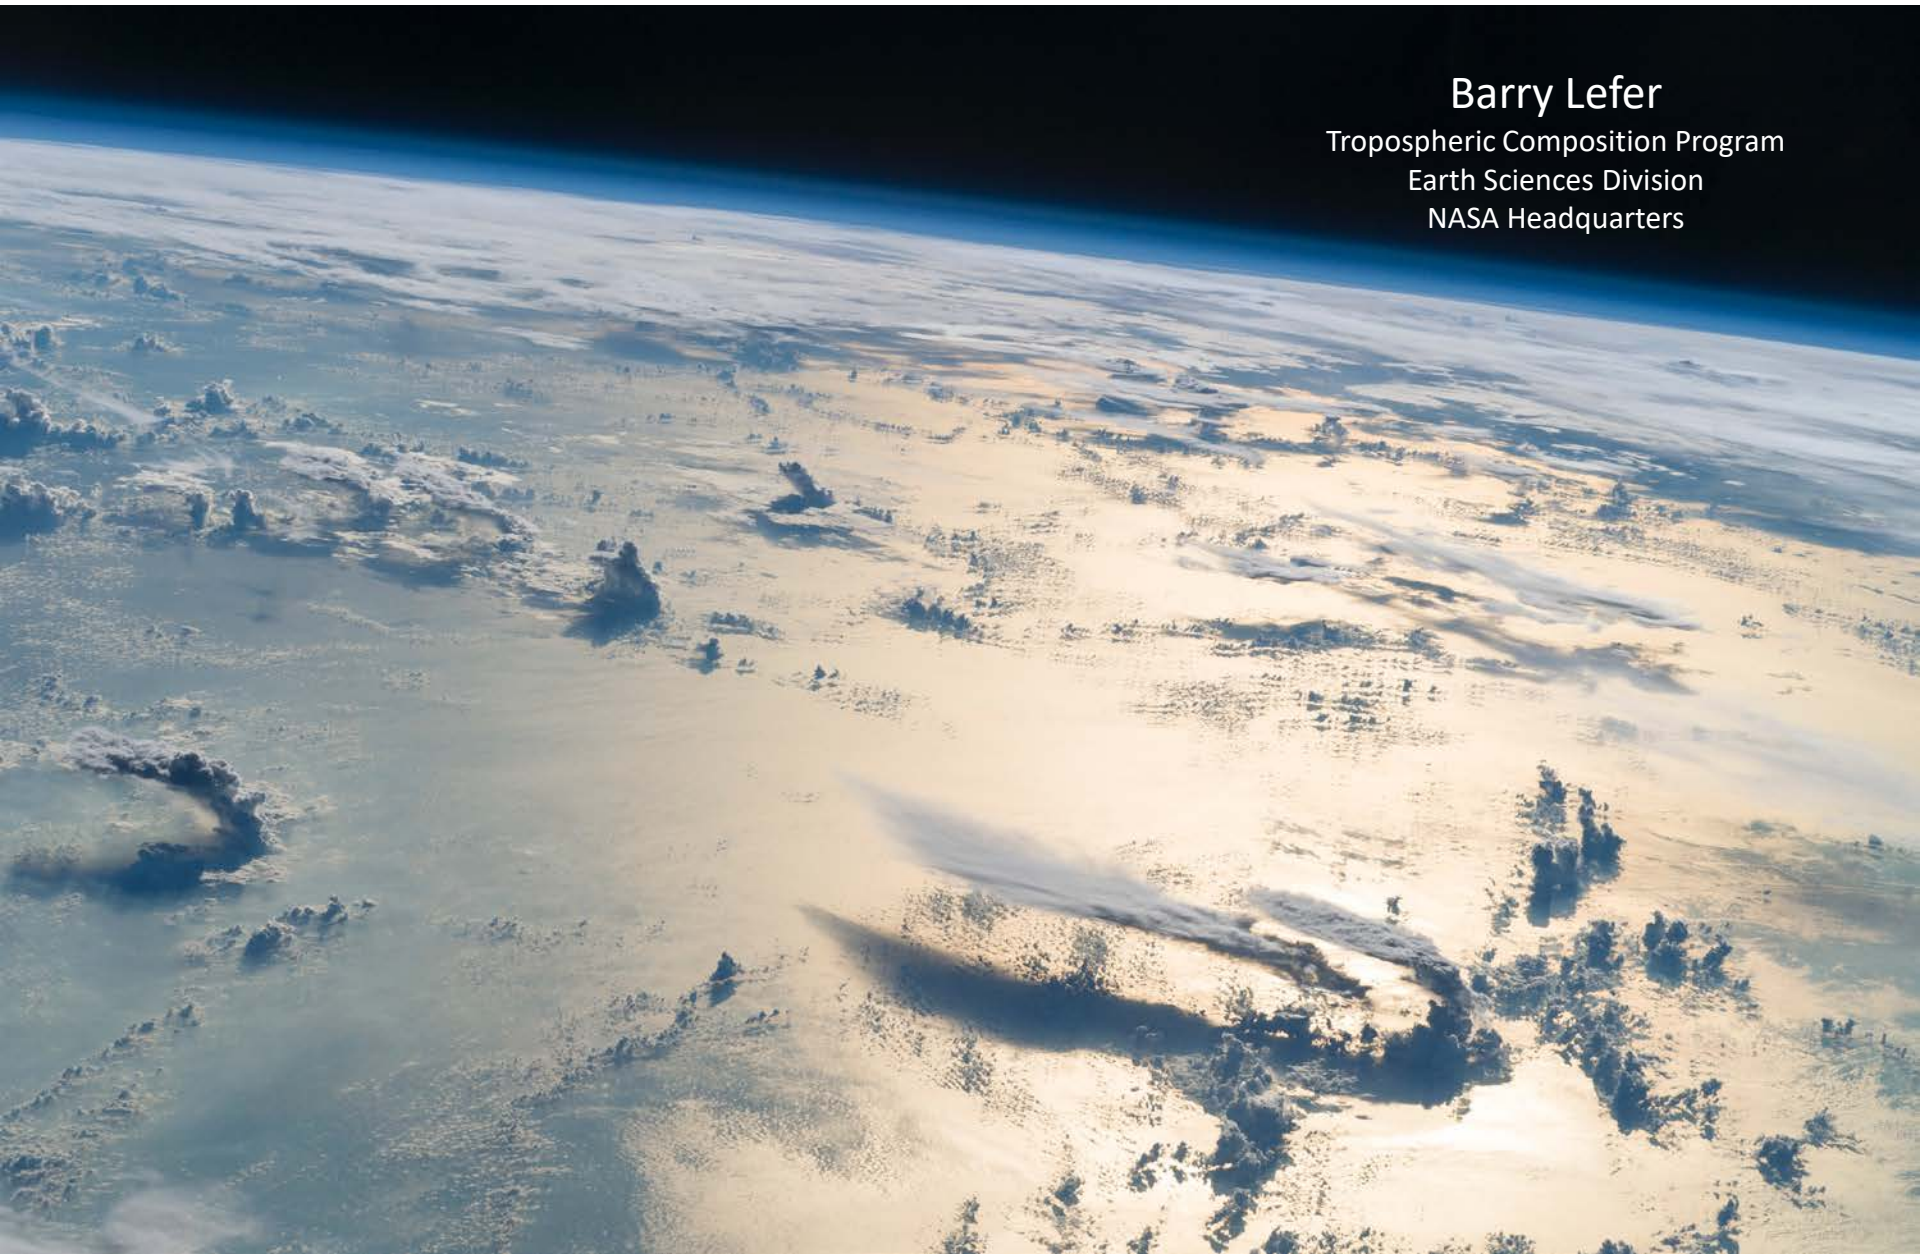 Barry Lefer
Tropospheric Composition Program
Earth Sciences Division
NASA Headquarters